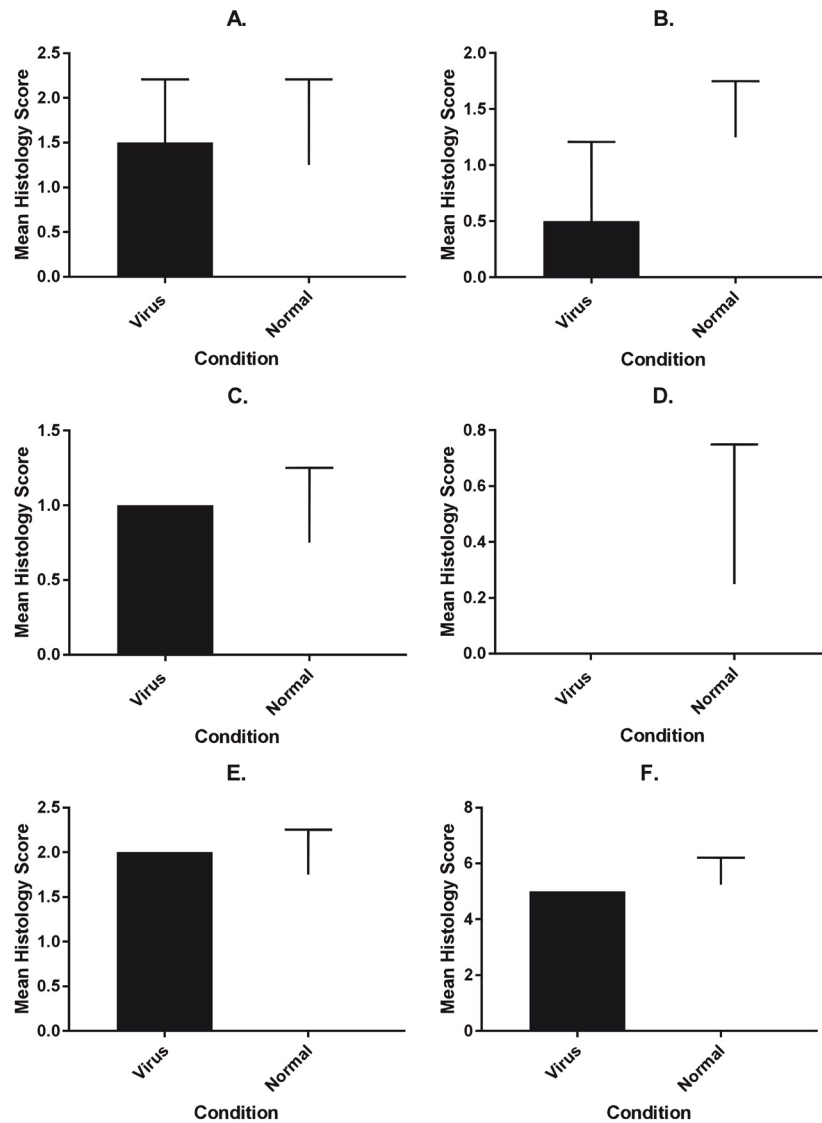 A.
Mean Histology Score
2.5
2.0
1.5
1.0
0.5
0.0
Virus
Normal
Condition
B.
Mean Histology Score
2.0
1.5
1.0
0.5
0.0
Virus
Normal
Condition
C.
Mean Histology Score
1.5
1.0
0.5
0.0
Virus
Normal
Condition
D.
Mean Histology Score
0.8
0.6
0.4
0.2
0.0
Virus
Normal
Condition
E.
Mean Histology Score
2.5
2.0
1.5
1.0
0.5
0.0
Virus
Normal
Condition
F.
Mean Histology Score
8
6
4
2
0
Virus
Normal
Condition